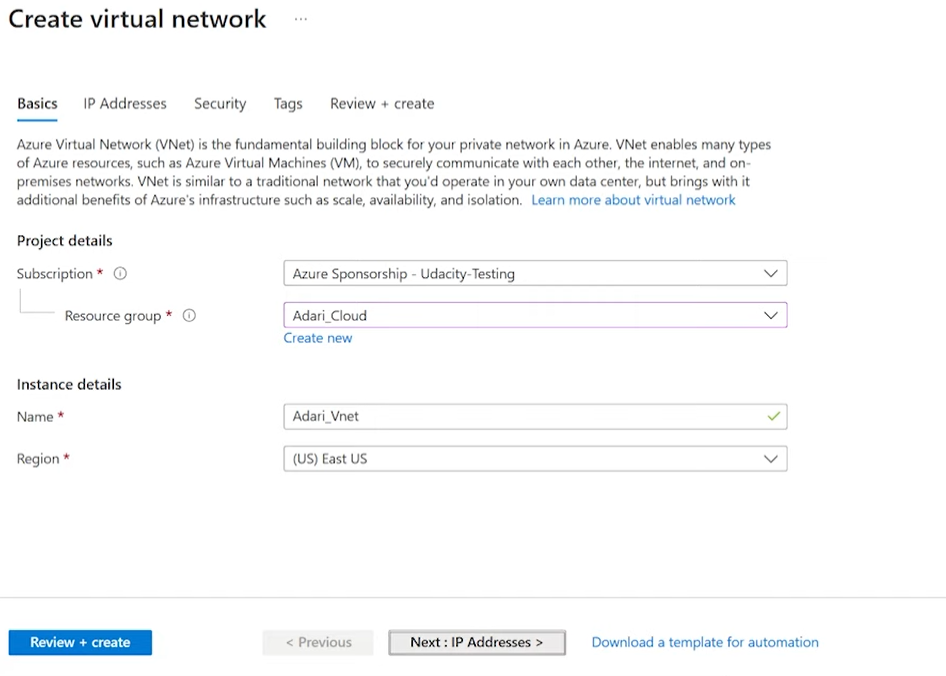 Create virtual network ...
Basics IP Addresses Security Tags Review + create
Azure Virtual Network (VNet) is the fundamental building block for your private network in Azure. VNet enables many types
of Azure resources, such as Azure Virtual Machines (VM), to securely communicate with each other, the internet, and on-
premises networks. VNet is similar to a traditional network that you'd operate in your own data center, but brings with it
additional benefits of Azure's infrastructure such as scale, availability, and isolation. Learn more about virtual network
Project details
Subscription * Azure Sponsorship - Udacity-Testing
Resource group * Adari_Cloud
Create new
Instance details
Name * Adari_Vnet
Region * (US) East US
Review + create < Previous Next : IP Addresses > Download a template for automation